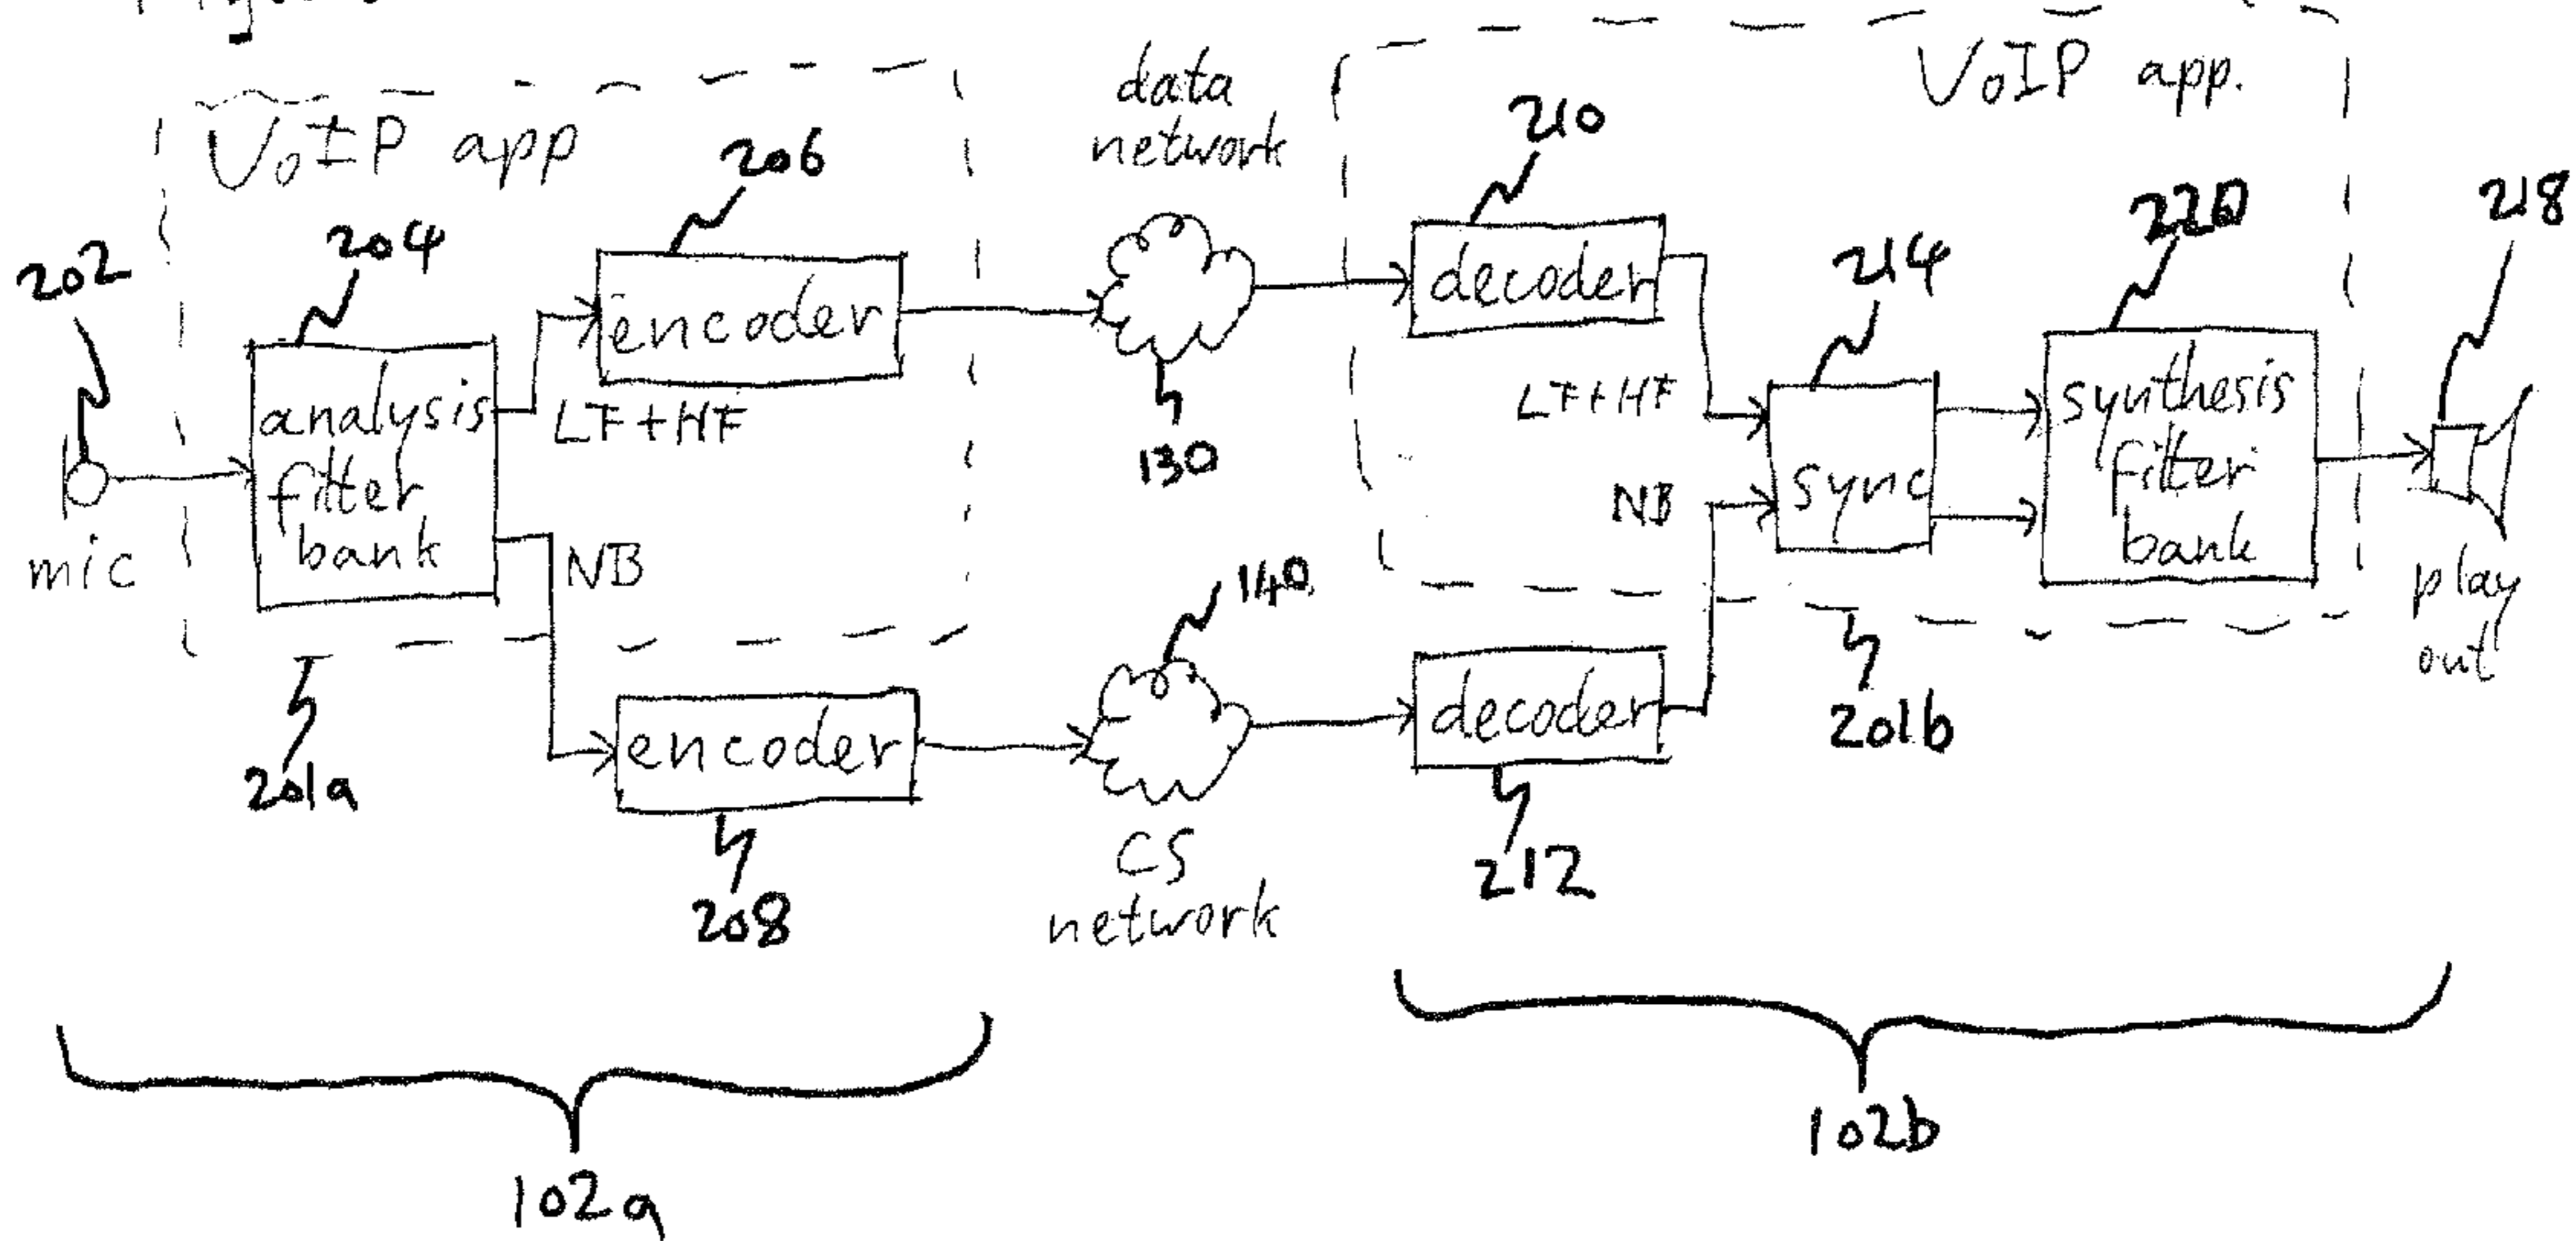 VoIP app
data
network
VoIP app.
206
210
204
220
218
202
214
encoder
decoder
analysis
filter
bank
LF+HF
130
LF+HF
synthesis
filter
bank
mic
NB
NB
sync
play
out
140
201a
encoder
decoder
201b
208
CS
network
212
102a
102b